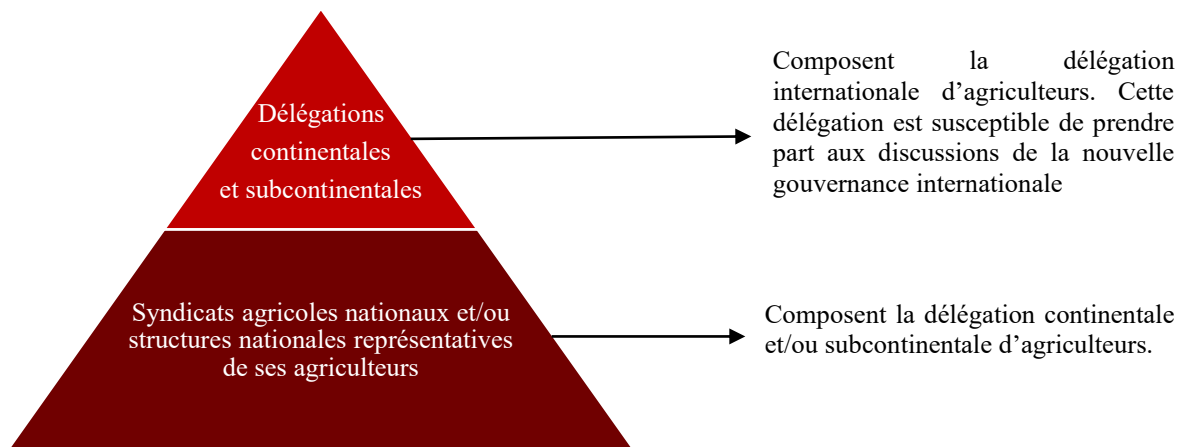 Délégations
continentales
et subcontinentales
Composent la délégation
internationale d’agriculteurs. Cette
délégation est susceptible de prendre
part aux discussions de la nouvelle
gouvernance internationale
Syndicats agricoles nationaux et/ou
structures nationales représentatives
de ses agriculteurs
Composent la délégation continentale
et/ou subcontinentale d’agriculteurs.